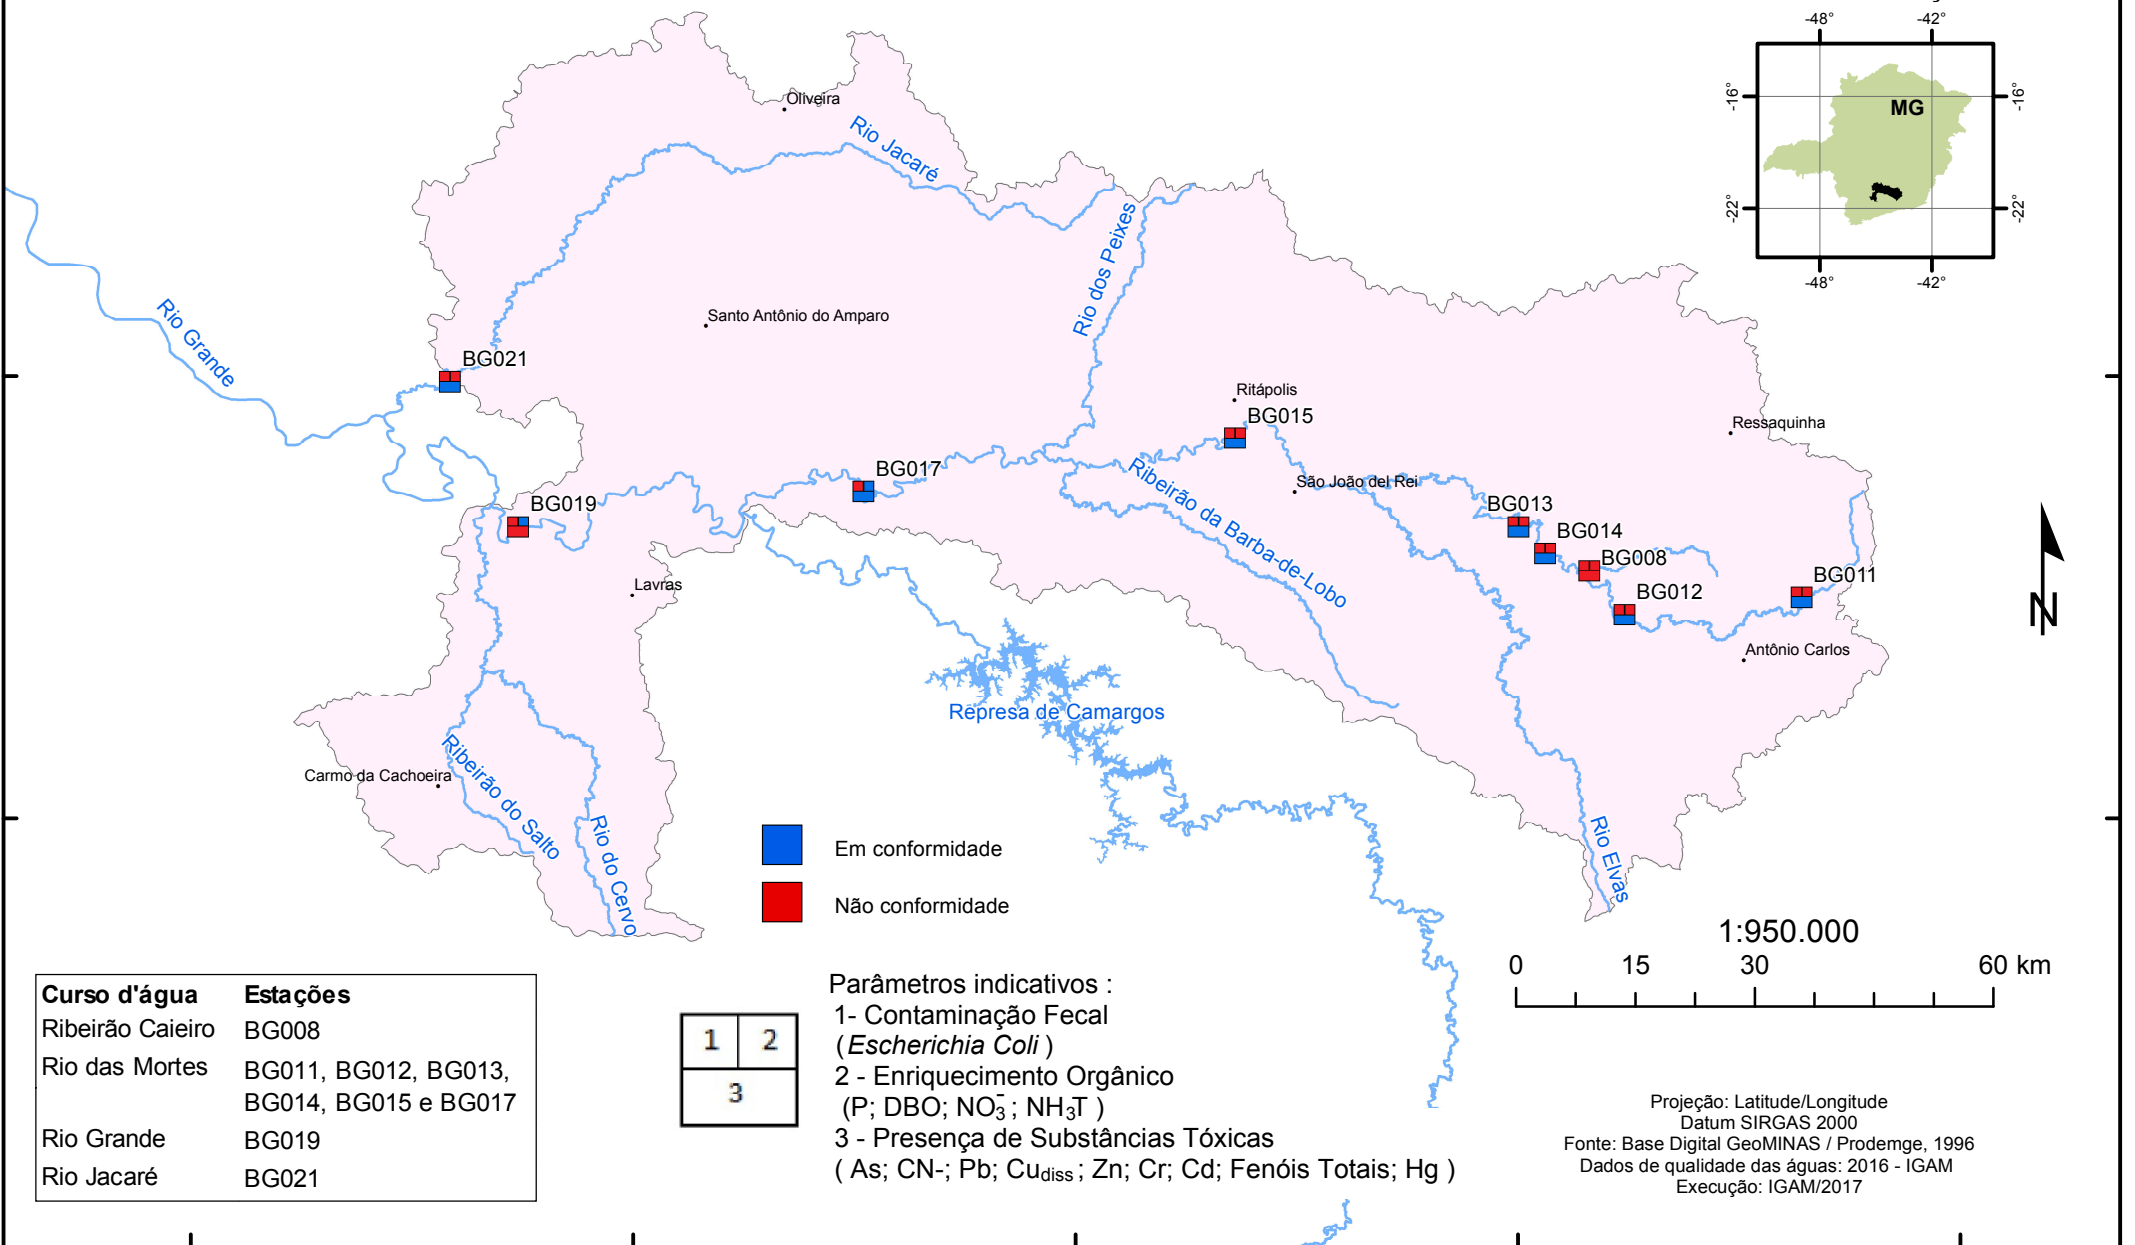 -48°
-42°
-16°
MG
-16°
-22°
-22°
-48°
-42°
Oliveira
Rio Jacaré
Rio dos Peixes
Santo Antônio do Amparo
Rio Grande
BG021
Ritápolis
BG015
Ressaquinha
BG017
Ribeirão da Barba-de-Lobo
São João del Rei
BG019
BG013
BG014
BG008
BG011
BG012
Lavras
Antônio Carlos
Represa de Camargos
Ribeirão do Salto
Carmo da Cachoeira
Rio do Cervo
Rio Elvas
Em conformidade
Não conformidade
1:950.000
0 15 30 60 km
N
Curso d'água Estações
Ribeirão Caieiro BG008
Rio das Mortes BG011, BG012, BG013,
BG014, BG015 e BG017
Rio Grande BG019
Rio Jacaré BG021
1 2
3
Parâmetros indicativos :
1- Contaminação Fecal
(Escherichia Coli )
2 - Enriquecimento Orgânico
(P; DBO; NO₃⁻ ; NH₃T )
3 - Presença de Substâncias Tóxicas
( As; CN-; Pb; Cudiss ; Zn; Cr; Cd; Fenóis Totais; Hg )
Projeção: Latitude/Longitude
Datum SIRGAS 2000
Fonte: Base Digital GeoMINAS / Prodemge, 1996
Dados de qualidade das águas: 2016 - IGAM
Execução: IGAM/2017